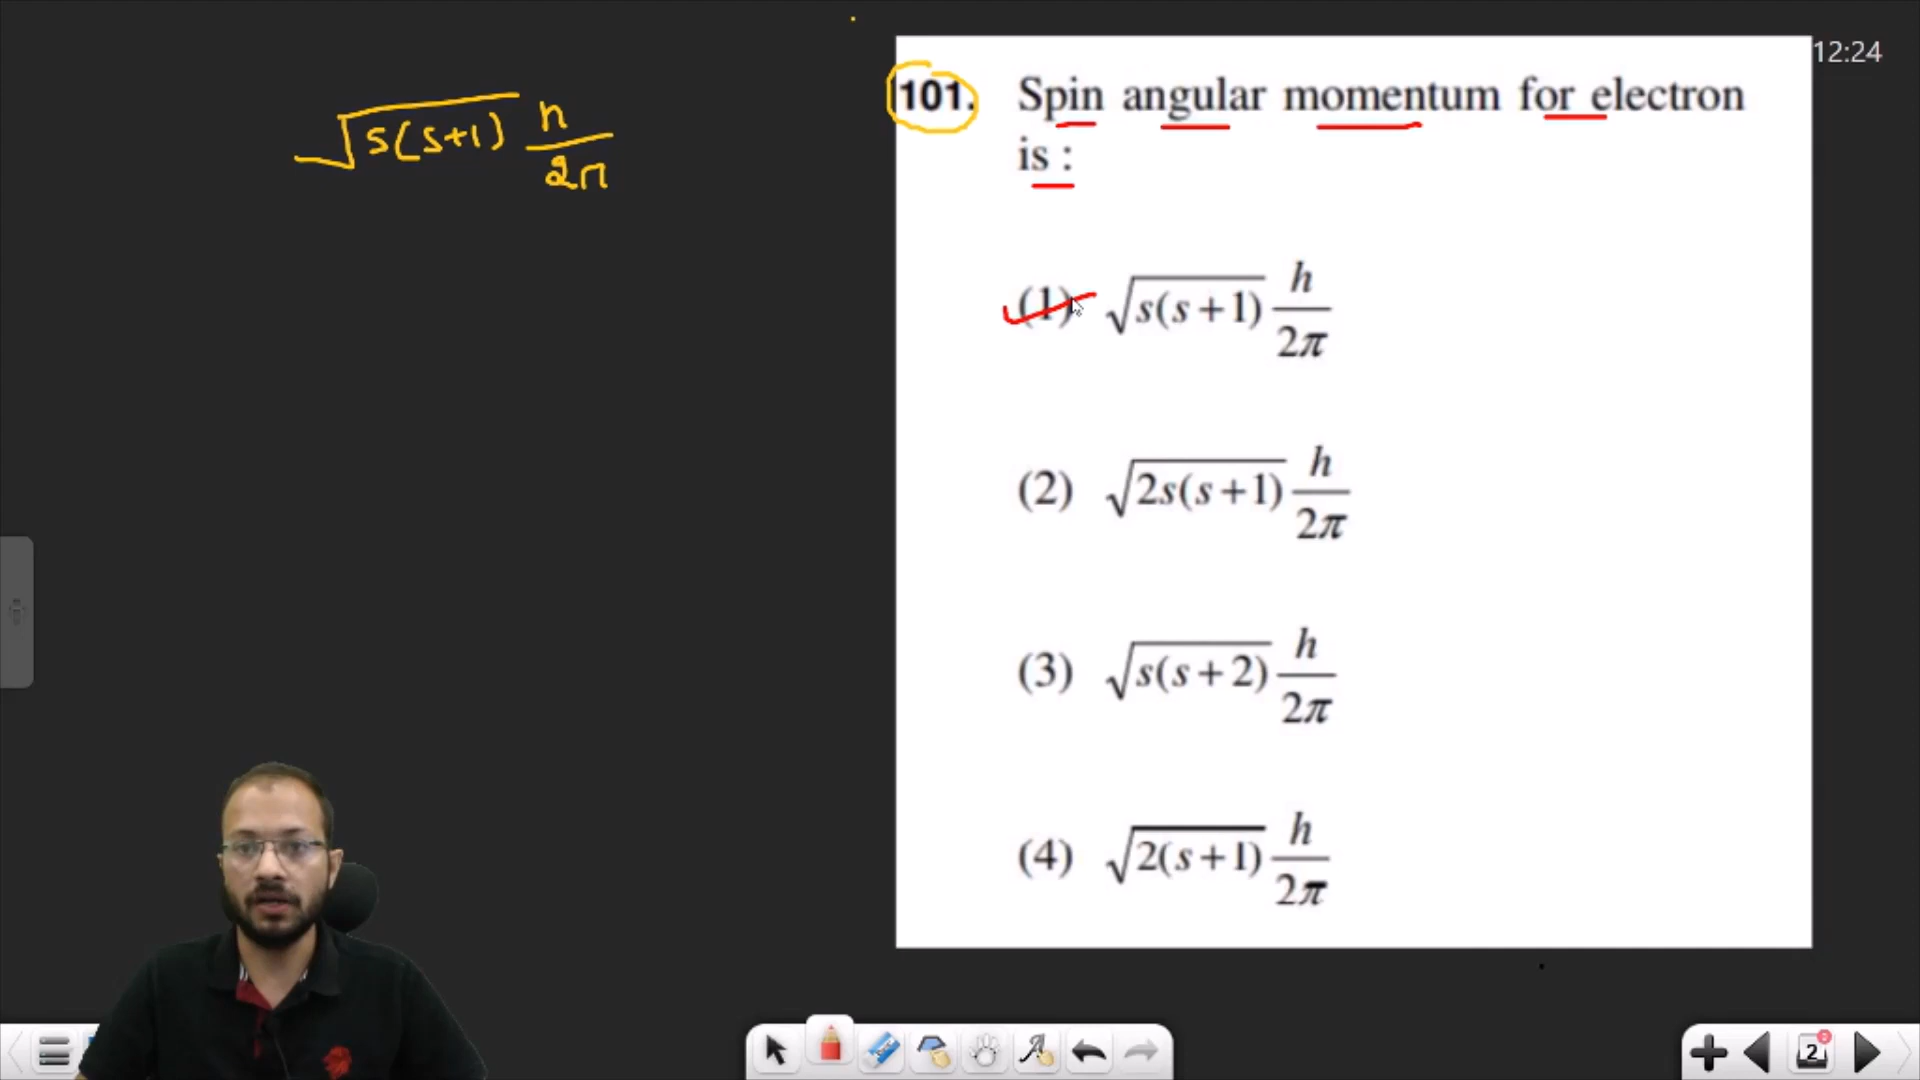 √s(s+1) h/2π
12:24
101. Spin angular momentum for electron
is :
(1) √s(s+1) h/2π
(2) √2s(s+1) h/2π
(3) √s(s+2) h/2π
(4) √2(s+1) h/2π
2